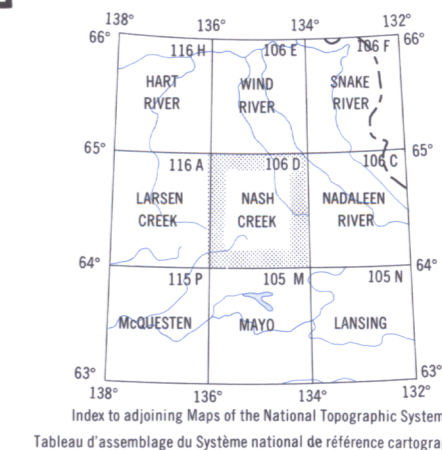 138° 136° 134° 132°
66° 116 H 106 E 106 F 66°
HART RIVER WIND RIVER SNAKE RIVER
65° 116 A 106 D 106 C 65°
LARSEN CREEK NASH CREEK NADALEEN RIVER
64° 115 P 105 M 105 N 64°
McQUESTEN MAYO LANSING
63° 63°
138° 136° 134° 132°
Index to adjoining Maps of the National Topographic System
Tableau d'assemblage du Système national de référence